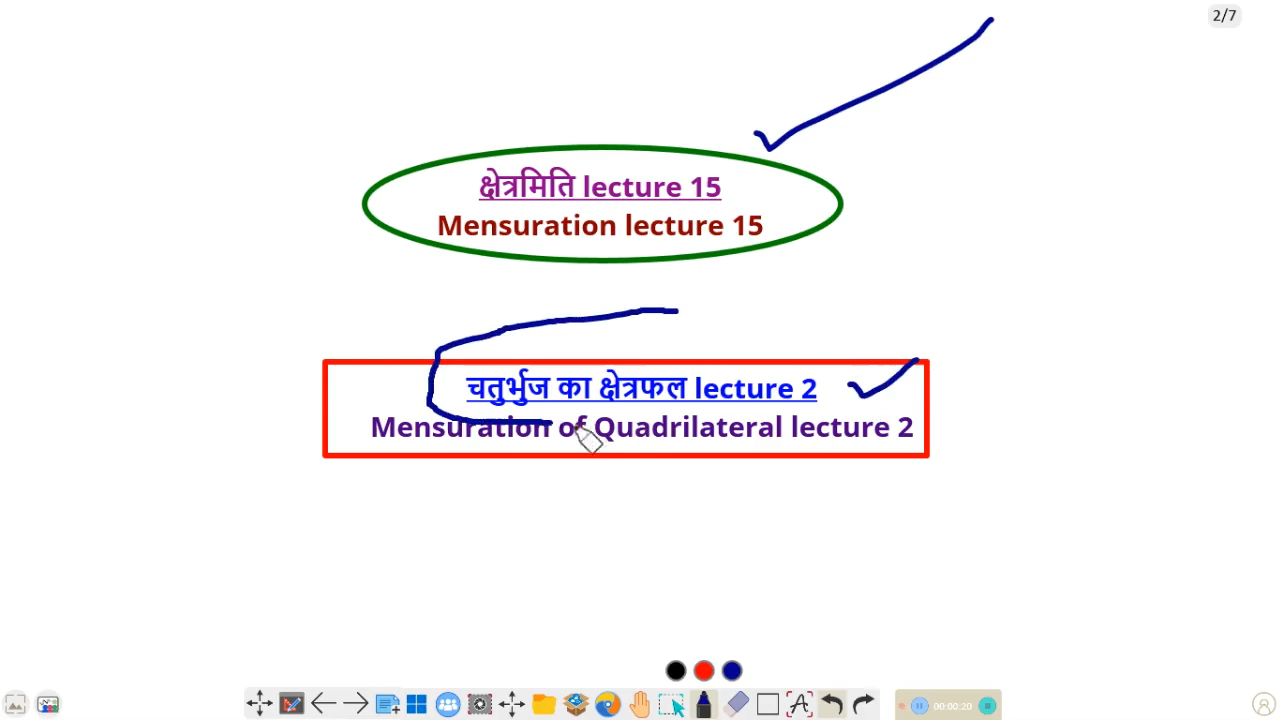 2/7
क्षेत्रमिति lecture 15
Mensuration lecture 15
चतुर्भुज का क्षेत्रफल lecture 2
Mensuration of Quadrilateral lecture 2
00:00:20